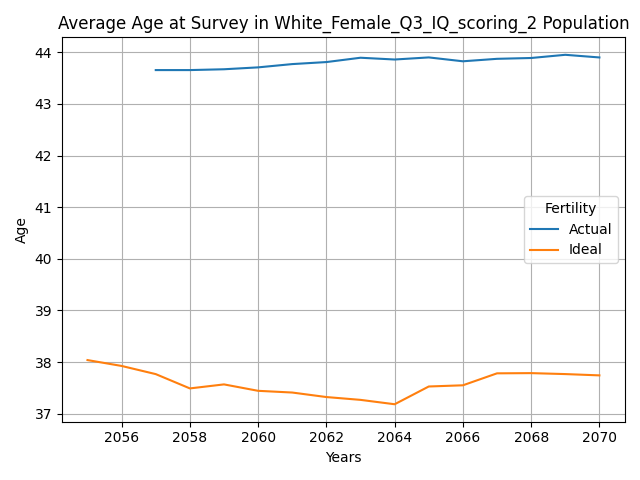 Average Age at Survey in White_Female_Q3_IQ_scoring_2 Population
44
43
42
41
40
39
38
37
Age
Fertility
Actual
Ideal
2056 2058 2060 2062 2064 2066 2068 2070
Years